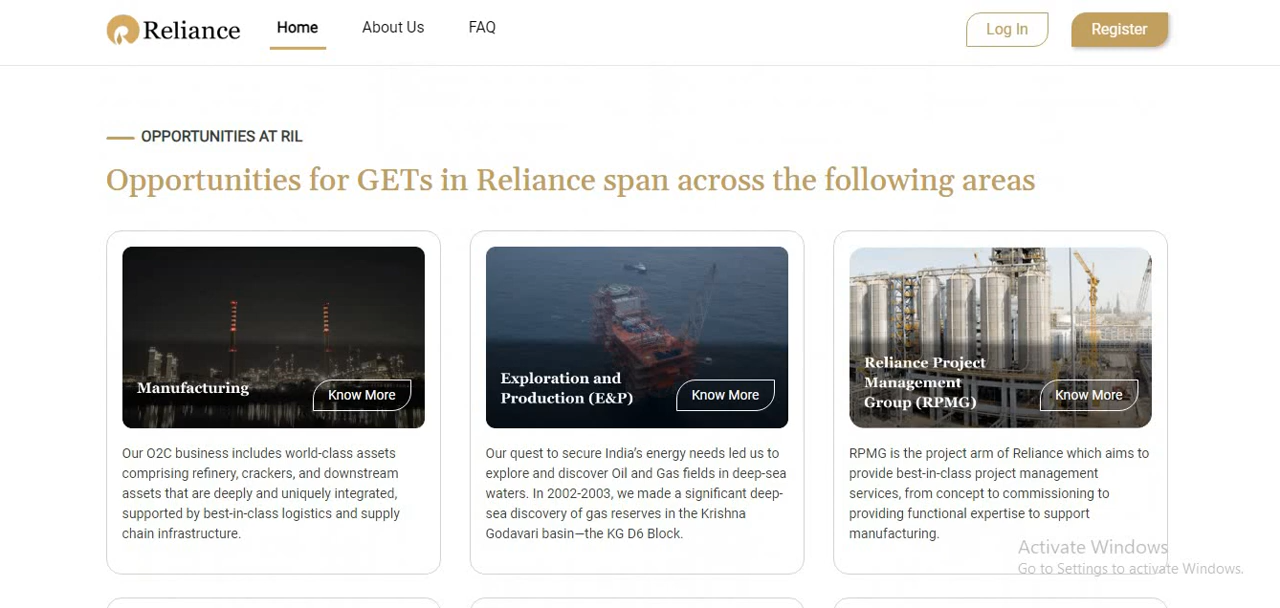 Reliance
Home
About Us
FAQ
Log In
Register
OPPORTUNITIES AT RIL
Opportunities for GETs in Reliance span across the following areas
Manufacturing
Know More
Our O2C business includes world-class assets
comprising refinery, crackers, and downstream
assets that are deeply and uniquely integrated,
supported by best-in-class logistics and supply
chain infrastructure.
Exploration and
Production (E&P)
Know More
Our quest to secure India’s energy needs led us to
explore and discover Oil and Gas fields in deep-sea
waters. In 2002-2003, we made a significant deep-
sea discovery of gas reserves in the Krishna
Godavari basin—the KG D6 Block.
Reliance Project
Management
Group (RPMG)
Know More
RPMG is the project arm of Reliance which aims to
provide best-in-class project management
services, from concept to commissioning to
providing functional expertise to support
manufacturing.
Activate Windows
Go to Settings to activate Windows.